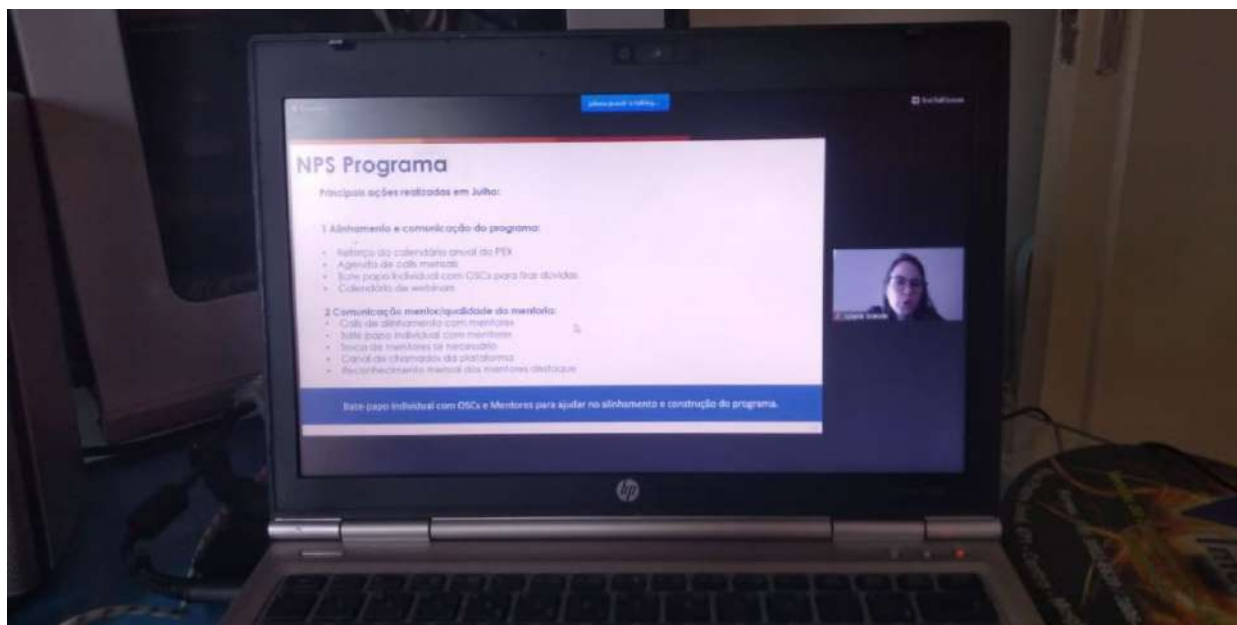 NPS Programa
Principais ações realizadas em Julho:
1 Alinhamento e comunicação do programa:
• Reforço do calendário anual do PEX
• Agenda de calls mensais
• Bate papo individual com OSCs para tirar dúvidas
• Calendário de webinars
2 Comunicação mentor/qualidade da mentoria:
• Calls de alinhamento com mentores
• Bate papo individual com mentores
• Troca de mentores se necessário
• Canal de chamados da plataforma
• Reconhecimento mensal dos mentores destaque
Bate-papo individual com OSCs e Mentores para ajudar no alinhamento e construção do programa.
hp